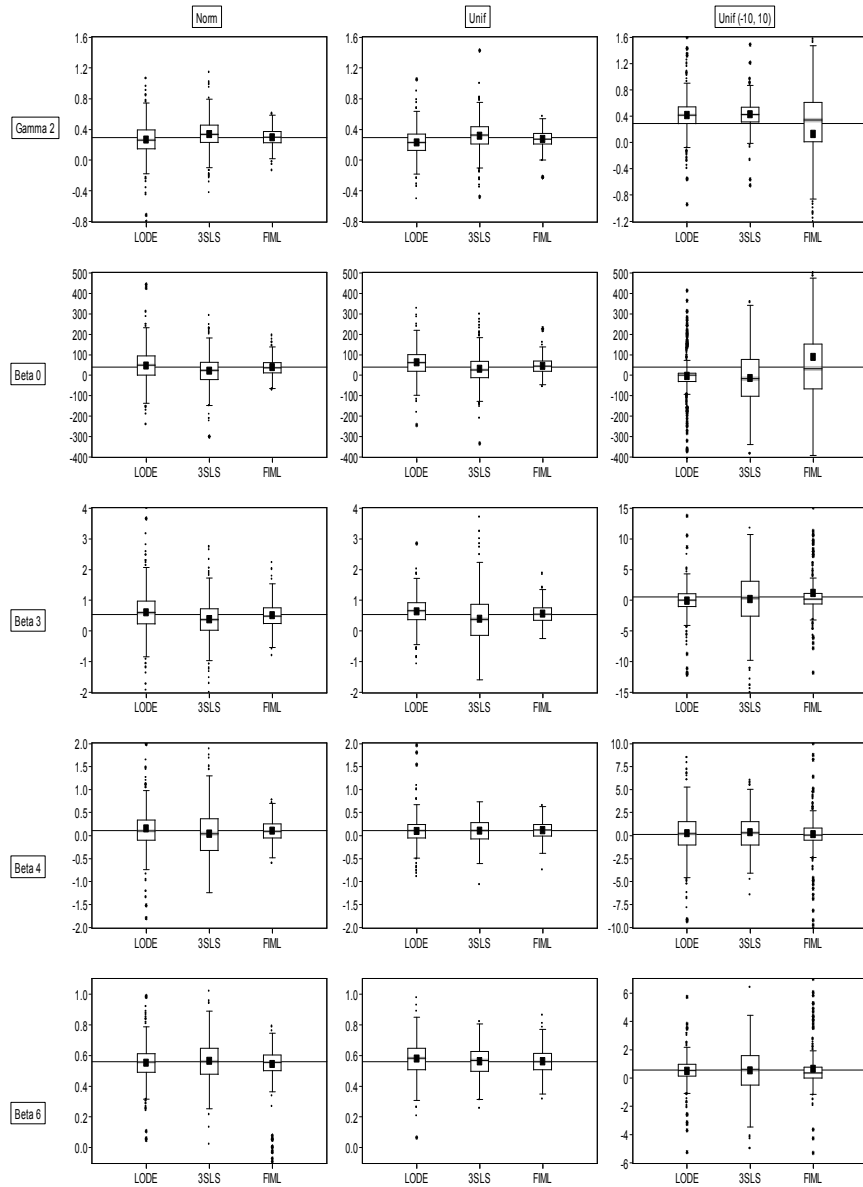 Norm Unif Unif (-10, 10)
Gamma 2
1.6 1.6 1.6
1.2 1.2 1.2
0.8 0.8 0.8
0.4 0.4 0.4
0.0 0.0 0.0
0.4 0.4 -0.4
-0.8 -0.8 -0.8
-1.2
LODE 3SLS FIML LODE 3SLS FIML LODE 3SLS FIML
Beta 0
500 500 500
400 400 400
300 300 300
200 200 200
100 100 100
0 0 0
-100 -100 -100
-200 -200 -200
-300 -300 -300
-400 -400 -400
LODE 3SLS FIML LODE 3SLS FIML LODE 3SLS FIML
Beta 3
4 4 15
3 3 10
2 2 5
1 1 0
0 0 -5
-1 -1 -10
-2 -2 -15
LODE 3SLS FIML LODE 3SLS FIML LODE 3SLS FIML
Beta 4
2.0 2.0 10.0
1.5 1.5 7.5
1.0 1.0 5.0
0.5 0.5 2.5
0.0 0.0 0.0
-0.5 -0.5 -2.5
-1.0 -1.0 -5.0
-1.5 -1.5 -7.5
-2.0 -2.0 -10.0
LODE 3SLS FIML LODE 3SLS FIML LODE 3SLS FIML
Beta 6
1.0 1.0 6
0.8 0.8 4
0.6 0.6 2
0.4 0.4 0
0.2 0.2 -2
0.0 0.0 -4
-6
LODE 3SLS FIML LODE 3SLS FIML LODE 3SLS FIML